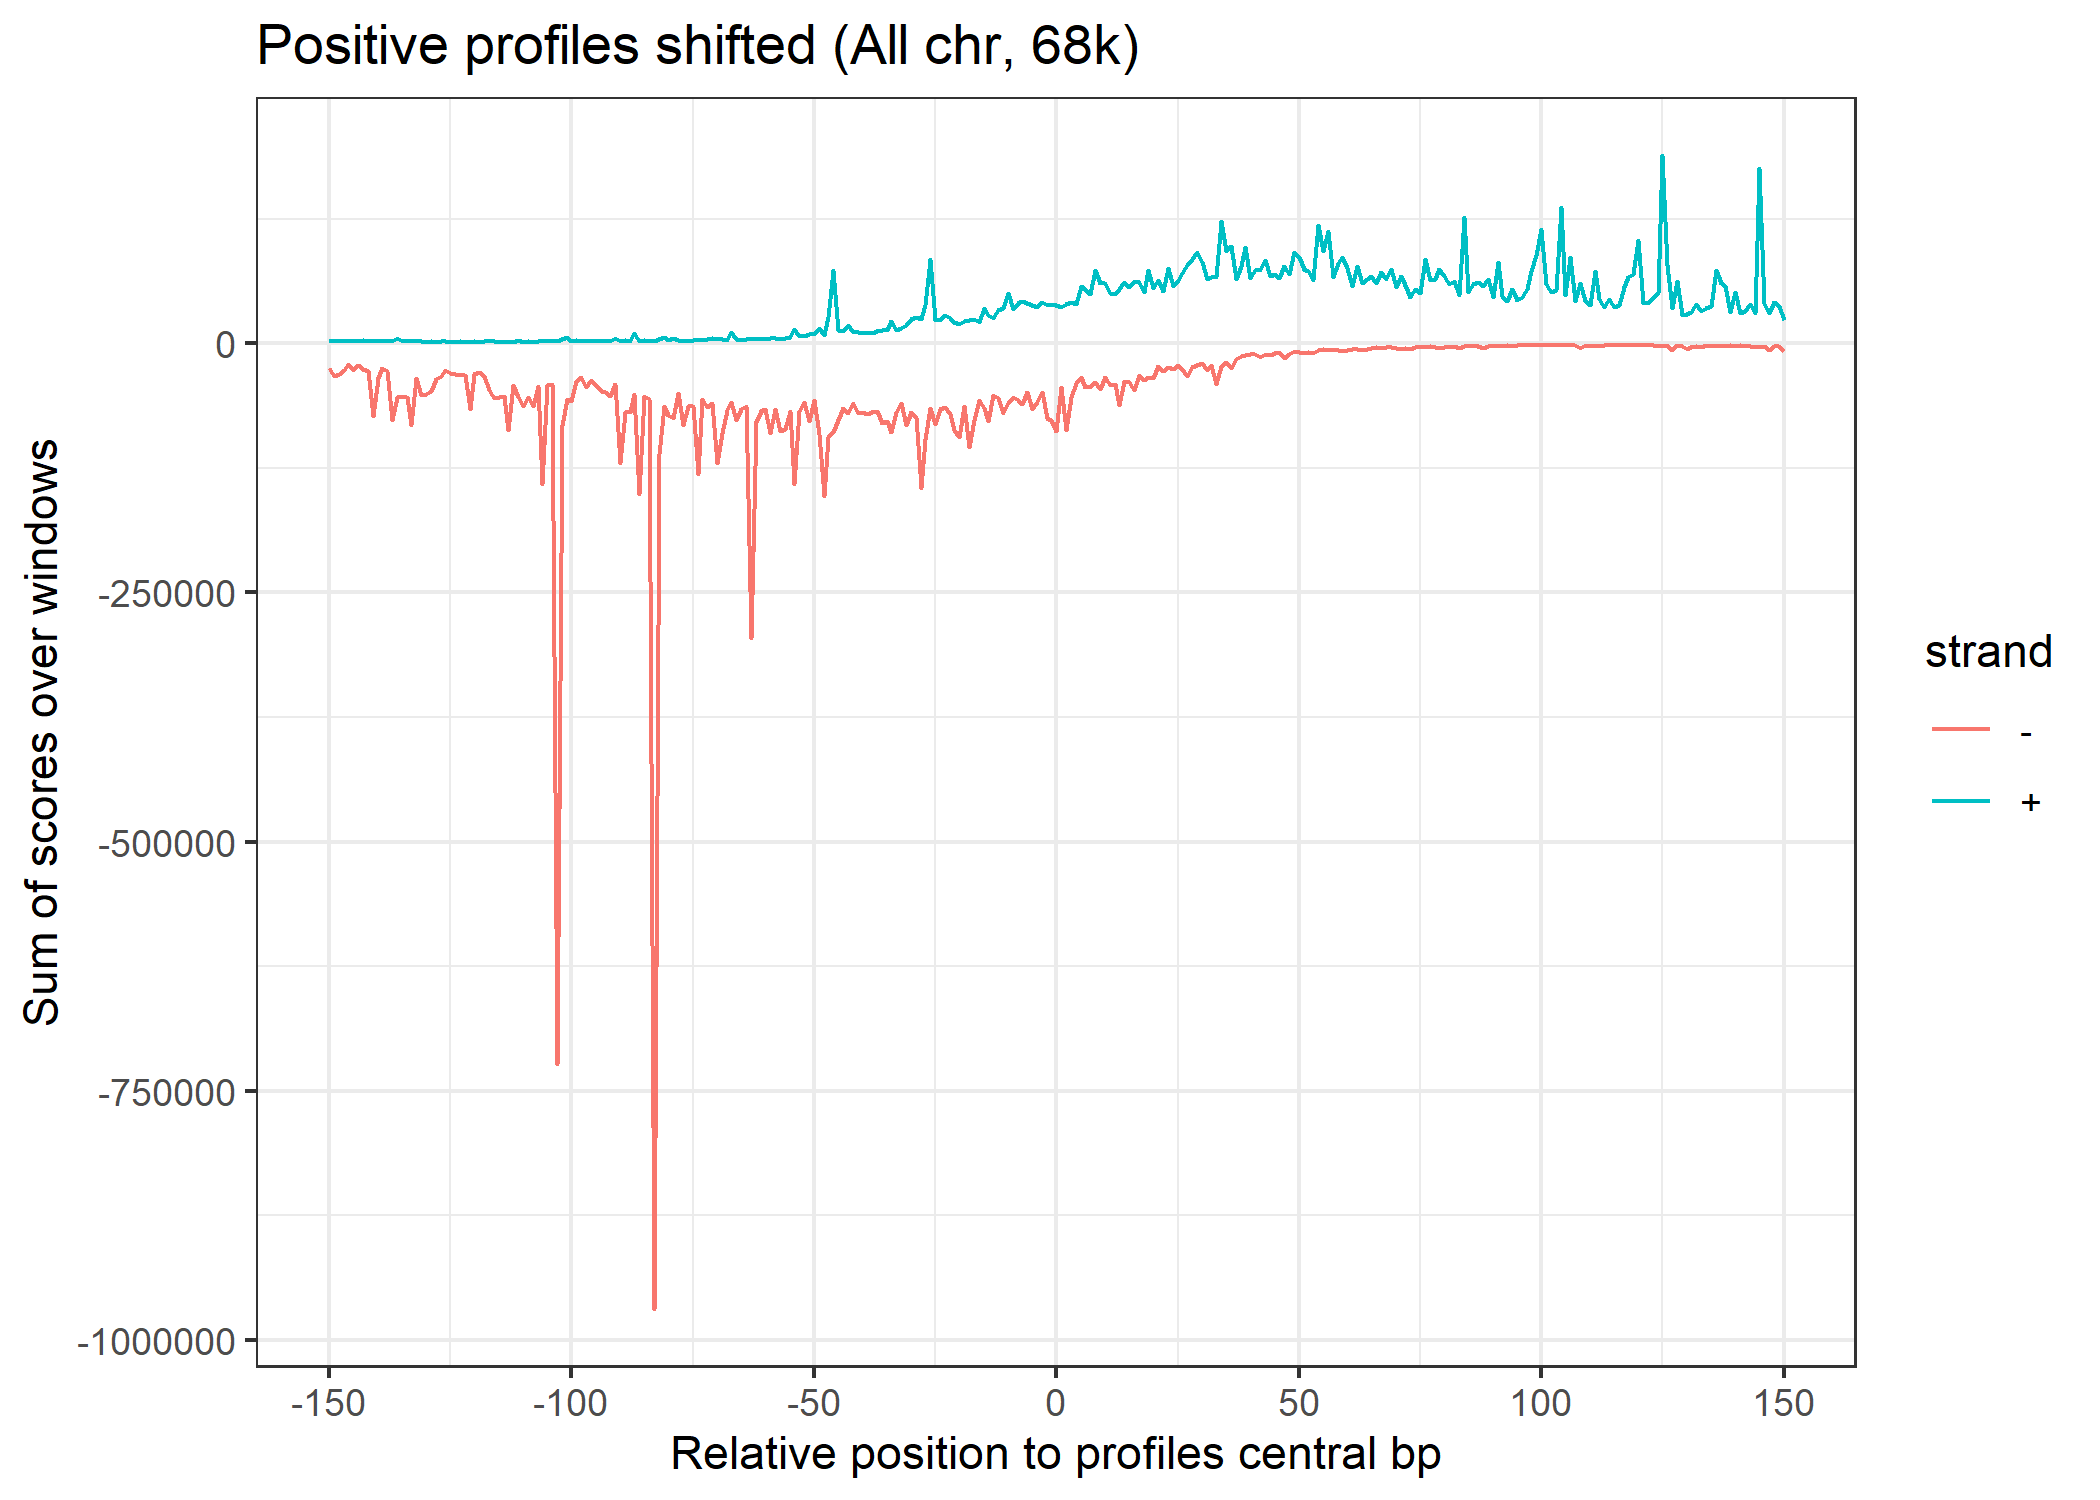 Positive profiles shifted (All chr, 68k)
Sum of scores over windows
0
-250000
-500000
-750000
-1000000
-150 -100 -50 0 50 100 150
Relative position to profiles central bp
strand
-
+